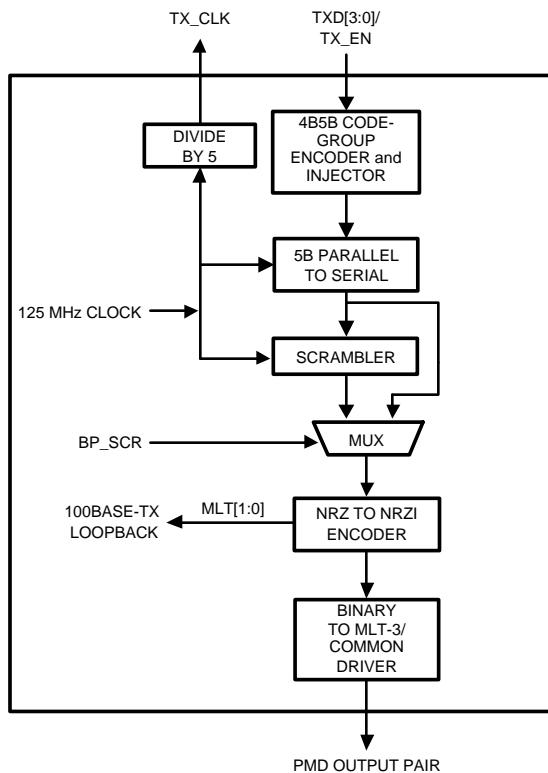 TX_CLK
TXD[3:0]/
TX_EN
DIVIDE
BY 5
4B5B CODE-
GROUP
ENCODER and
INJECTOR
5B PARALLEL
TO SERIAL
125 MHz CLOCK
SCRAMBLER
BP_SCR
MUX
100BASE-TX
LOOPBACK
MLT[1:0]
NRZ TO NRZI
ENCODER
BINARY
TO MLT-3/
COMMON
DRIVER
PMD OUTPUT PAIR